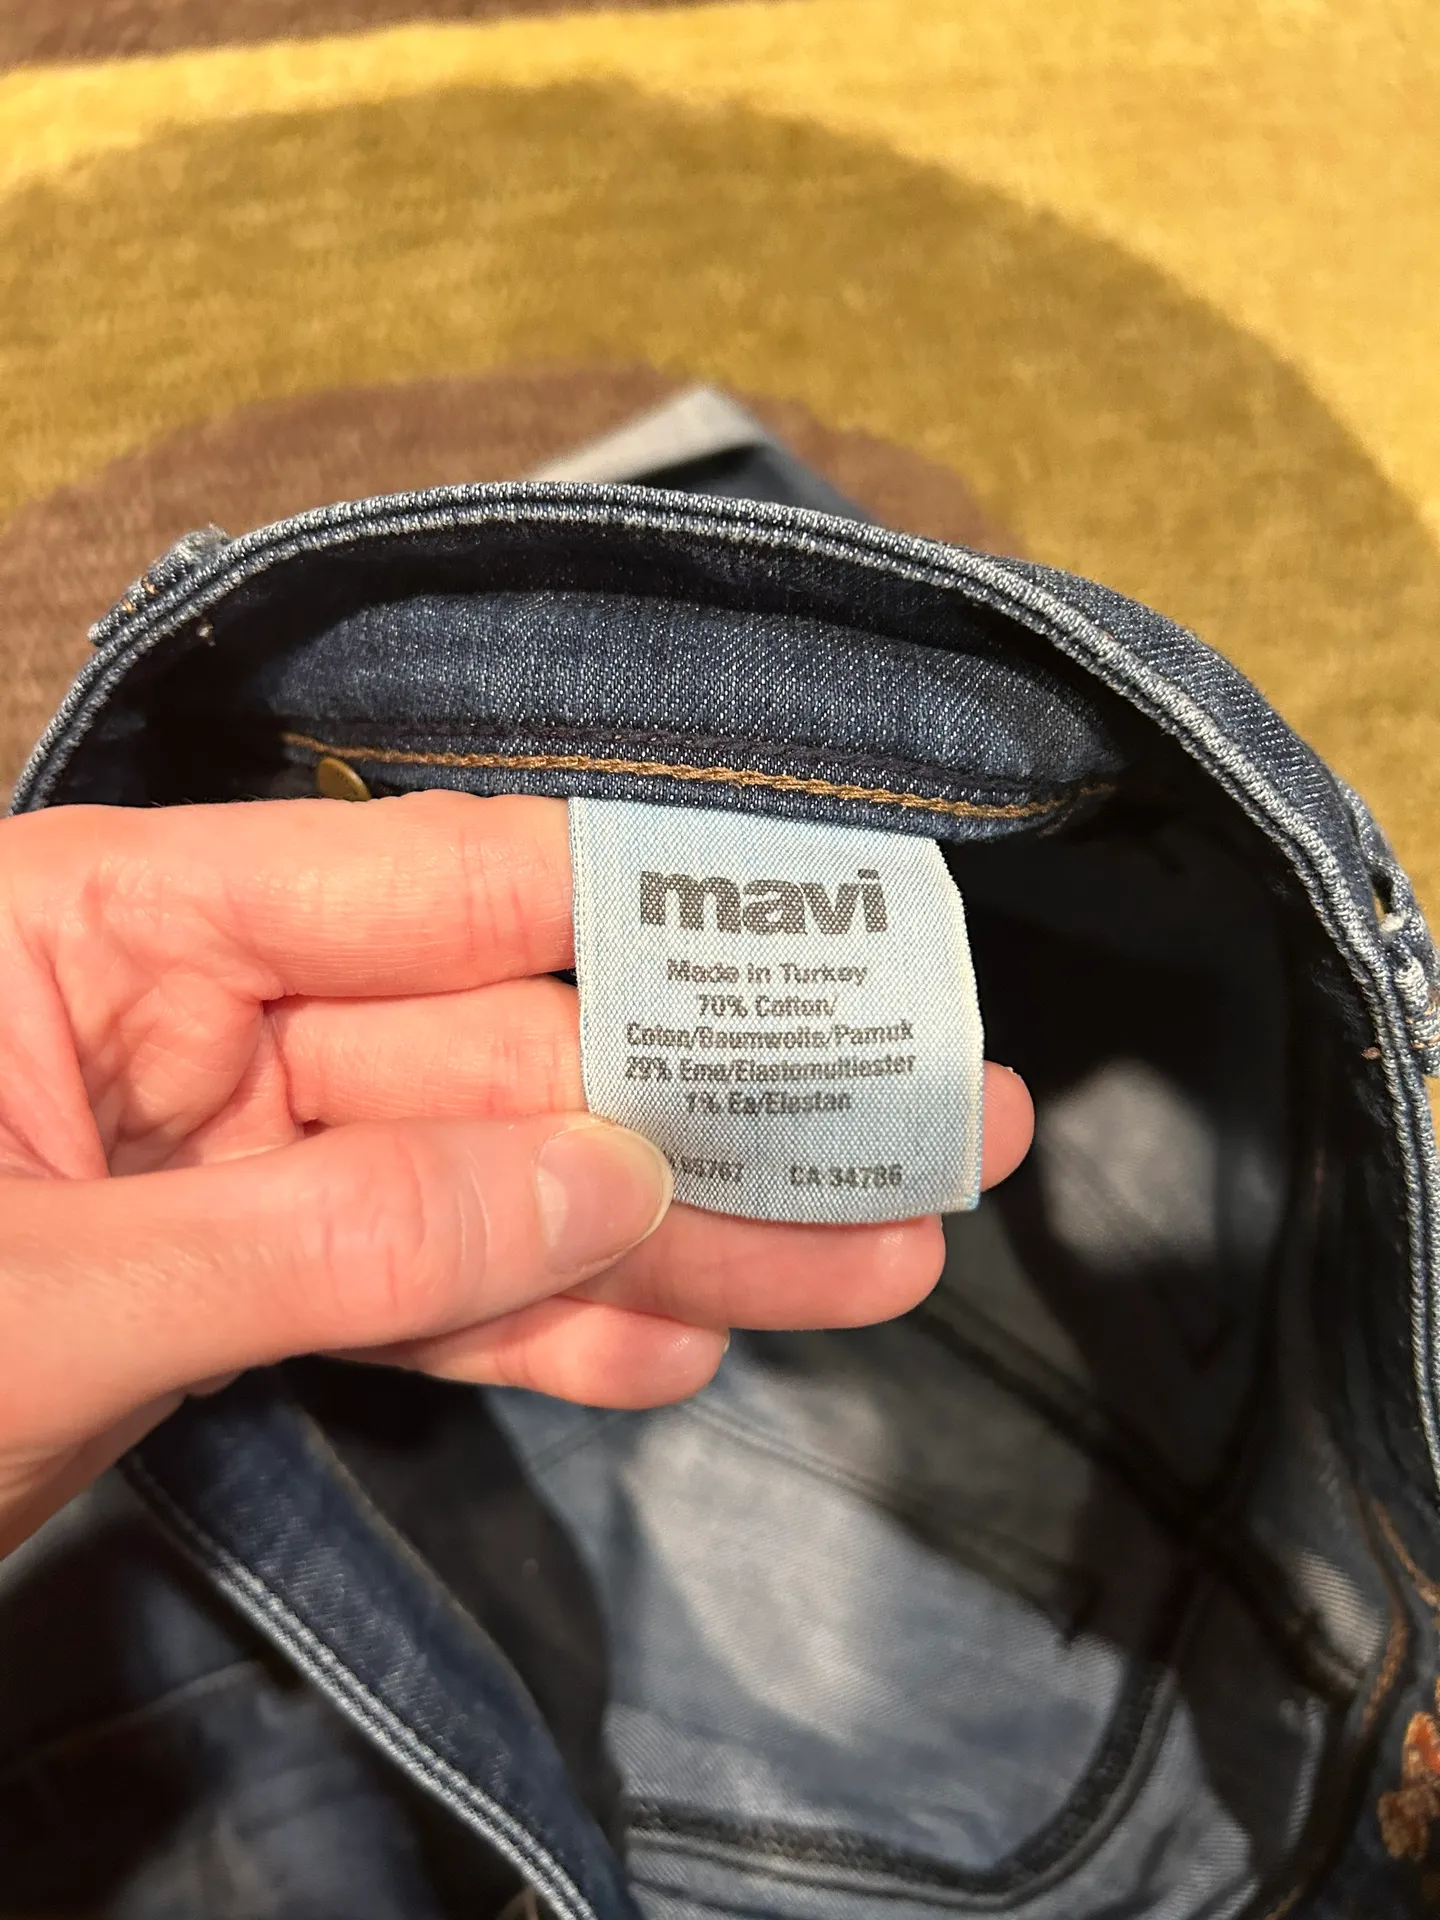 mavi
Made in Turkey
70% Cotton/
Coton/Baumwolle/Pamuk
29% Eme/Elastomultiester
1% Ea/Elastan
CA 34786